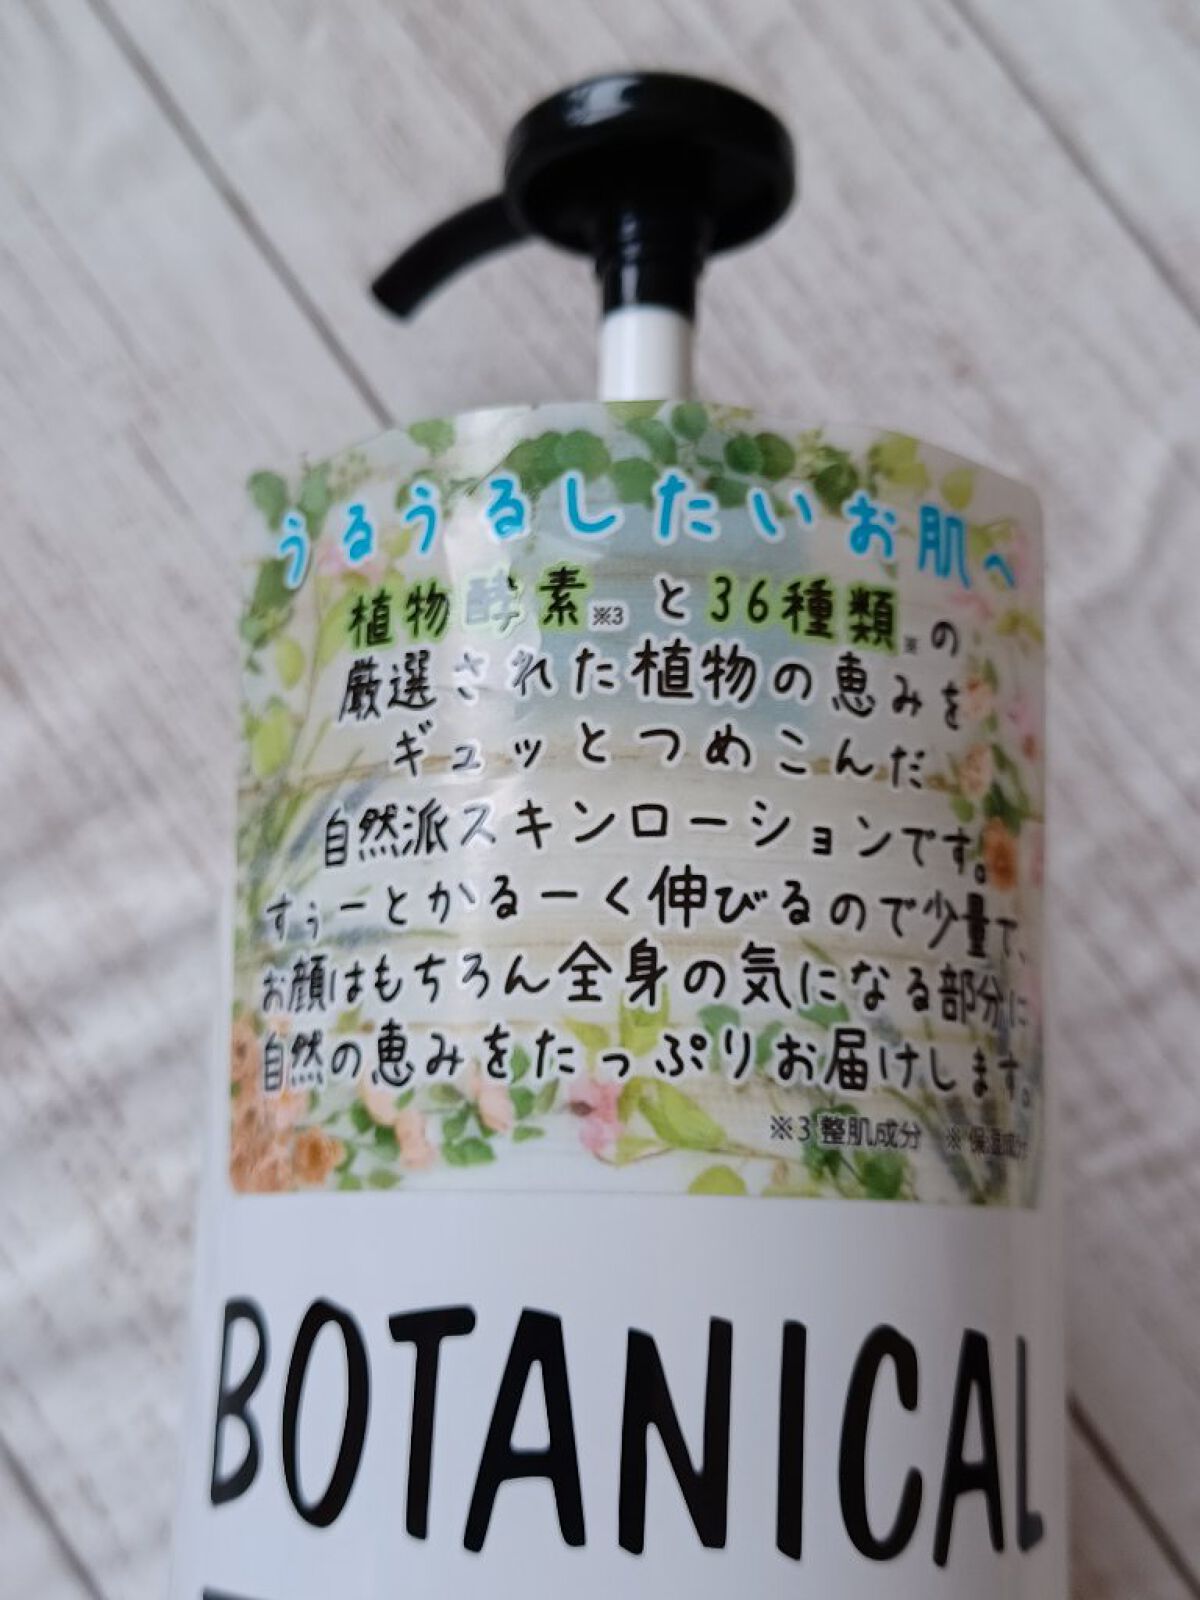 うるうるしたいお肌へ
植物酵素※3と36種類※の
厳選された植物の恵みを
ギュッとつめこんだ
自然派スキンローションです。
すぅーとかるーく伸びるので少量で、
お顔はもちろん全身の気になる部分に
自然の恵みをたっぷりお届けします。
※3 整肌成分 ※ 保湿成分
BOTANICAL